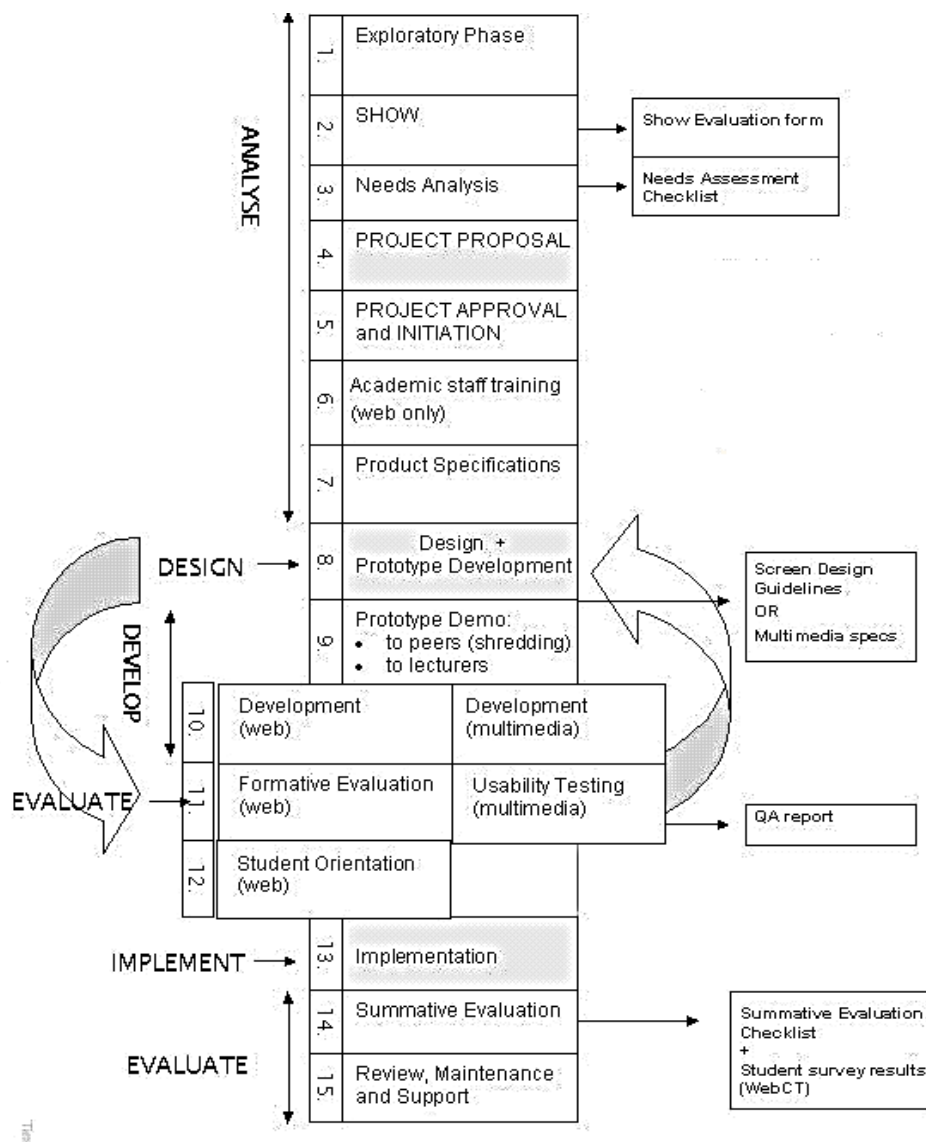 ANALYSE
1.
Exploratory Phase
2.
SHOW
Show Evaluation form
3.
Needs Analysis
Needs Assessment
Checklist
4.
PROJECT PROPOSAL
5.
PROJECT APPROVAL
and INITIATION
6.
Academic staff training
(web only)
7.
Product Specifications
DESIGN
8.
Design +
Prototype Development
Screen Design
Guidelines
OR
Multimedia specs
DEVELOP
9.
Prototype Demo:
• to peers (shredding)
• to lecturers
10.
Development
(web)
Development
(multimedia)
EVALUATE
11.
Formative Evaluation
(web)
Usability Testing
(multimedia)
QA report
12.
Student Orientation
(web)
IMPLEMENT
13.
Implementation
EVALUATE
14.
Summative Evaluation
Summative Evaluation
Checklist
+
Student survey results
(WebCT)
15.
Review, Maintenance
and Support